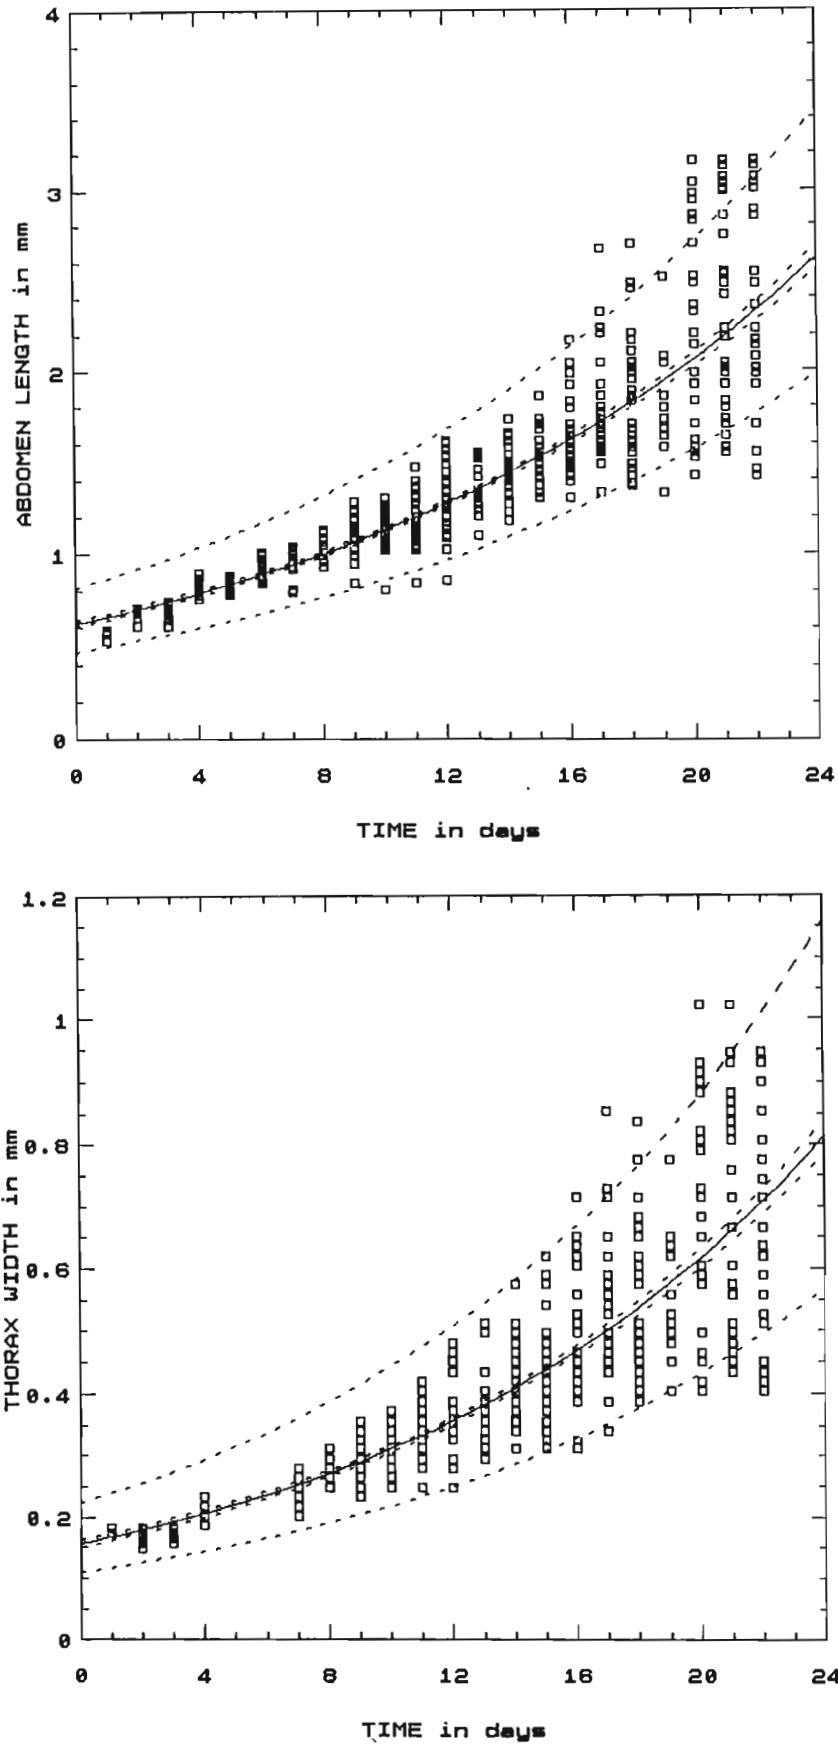 4
3
2
1
0
ABDOMEN LENGTH in mm
0 4 8 12 16 20 24
TIME in days
1.2
1
0.8
0.6
0.4
0.2
0
THORAX WIDTH in mm
0 4 8 12 16 20 24
TIME in days